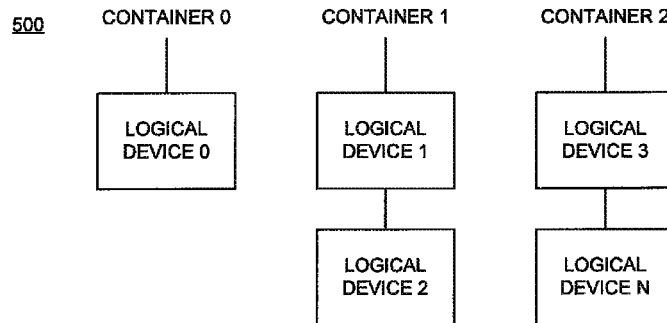 500
CONTAINER 0
CONTAINER 1
CONTAINER 2
LOGICAL
DEVICE 0
LOGICAL
DEVICE 1
LOGICAL
DEVICE 3
LOGICAL
DEVICE 2
LOGICAL
DEVICE N